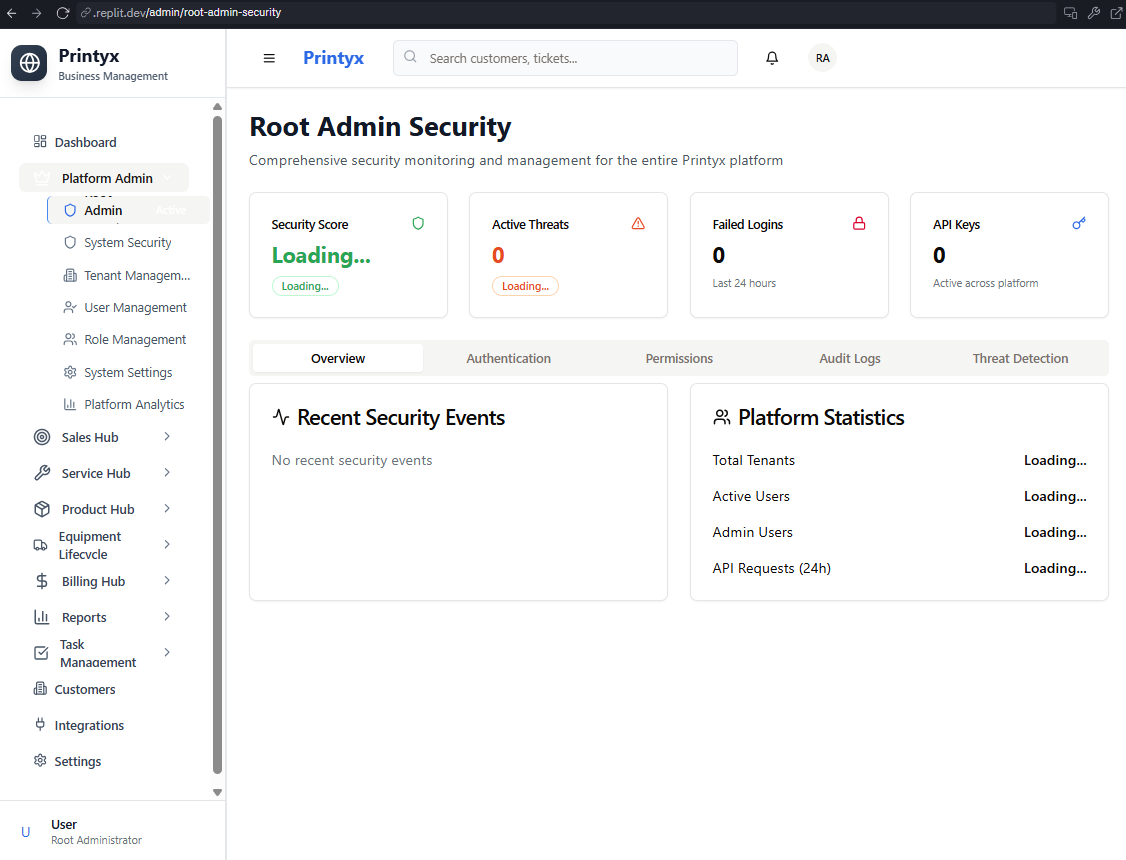 .replit.dev/admin/root-admin-security
Printyx
Business Management
Printyx
Search customers, tickets...
RA
Dashboard
Platform Admin
Admin
Active
System Security
Tenant Managem...
User Management
Role Management
System Settings
Platform Analytics
Sales Hub
Service Hub
Product Hub
Equipment
Lifecycle
Billing Hub
Reports
Task
Management
Customers
Integrations
Settings
U
User
Root Administrator
Root Admin Security
Comprehensive security monitoring and management for the entire Printyx platform
Security Score
Loading...
Loading...
Active Threats
0
Loading...
Failed Logins
0
Last 24 hours
API Keys
0
Active across platform
Overview
Authentication
Permissions
Audit Logs
Threat Detection
Recent Security Events
No recent security events
Platform Statistics
Total Tenants
Loading...
Active Users
Loading...
Admin Users
Loading...
API Requests (24h)
Loading...